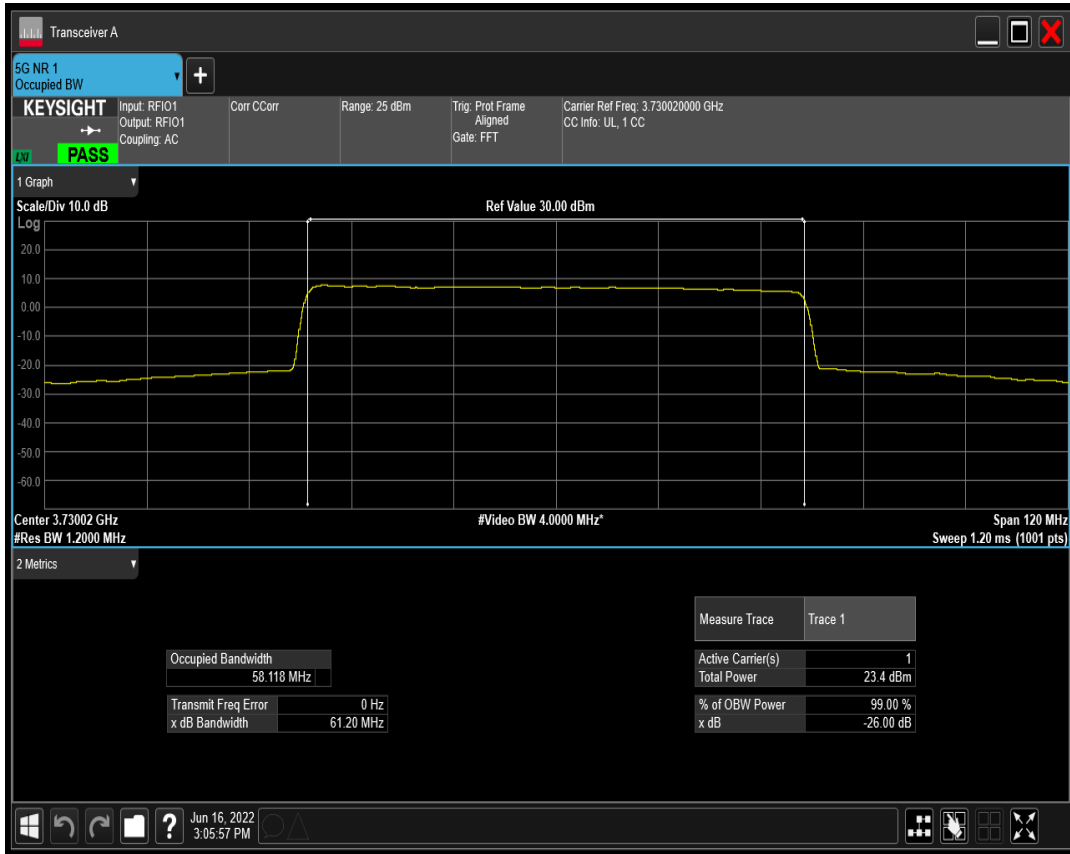 Transceiver A
5G NR 1
Occupied BW
+
KEYSIGHT
LXI
PASS
Input: RFIO1
Output: RFIO1
Coupling: AC
Corr CCorr
Range: 25 dBm
Trig: Prot Frame
Aligned
Gate: FFT
Carrier Ref Freq: 3.730020000 GHz
CC Info: UL, 1 CC
1 Graph
Scale/Div 10.0 dB
Ref Value 30.00 dBm
Log
20.0
10.0
0.00
-10.0
-20.0
-30.0
-40.0
-50.0
-60.0
Center 3.73002 GHz
#Video BW 4.0000 MHz*
Span 120 MHz
#Res BW 1.2000 MHz
Sweep 1.20 ms (1001 pts)
2 Metrics
Measure Trace Trace 1
Occupied Bandwidth
58.118 MHz
Active Carrier(s) 1
Total Power 23.4 dBm
Transmit Freq Error 0 Hz
x dB Bandwidth 61.20 MHz
% of OBW Power 99.00 %
x dB -26.00 dB
?
Jun 16, 2022
3:05:57 PM